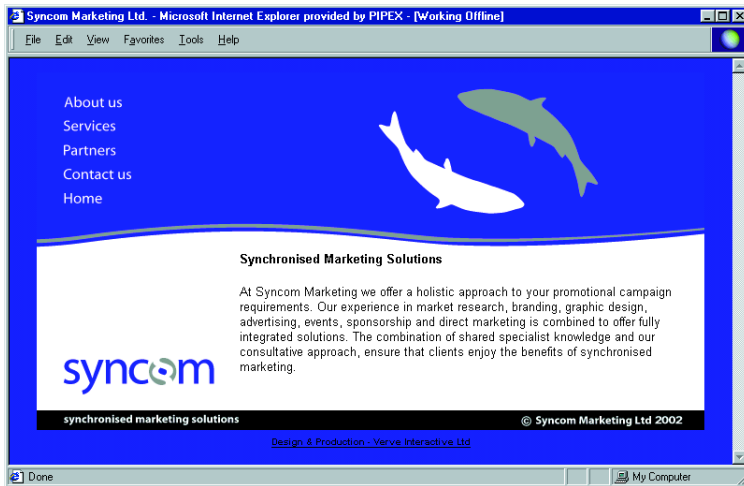 Syncom Marketing Ltd. - Microsoft Internet Explorer provided by PIPEX - [Working Offline]
File Edit View Favorites Tools Help
About us
Services
Partners
Contact us
Home
Synchronised Marketing Solutions
At Syncom Marketing we offer a holistic approach to your promotional campaign
requirements. Our experience in market research, branding, graphic design,
advertising, events, sponsorship and direct marketing is combined to offer fully
integrated solutions. The combination of shared specialist knowledge and our
consultative approach, ensure that clients enjoy the benefits of synchronised
marketing.
syncom
synchronised marketing solutions © Syncom Marketing Ltd 2002
Design & Production - Verve Interactive Ltd
Done My Computer